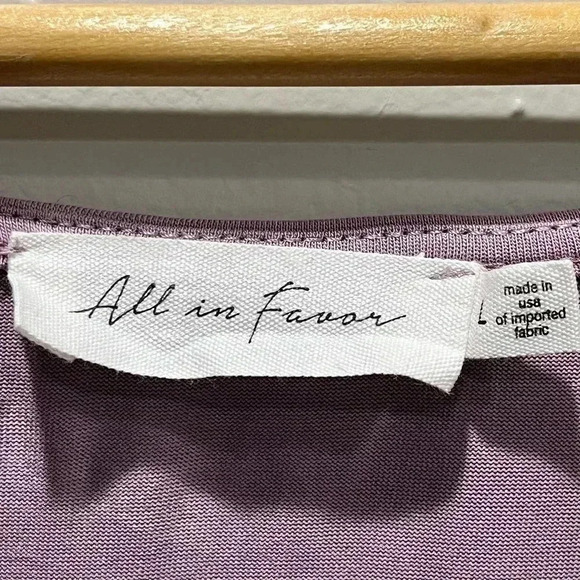 All in Favor
L
made in
usa
of imported
fabric